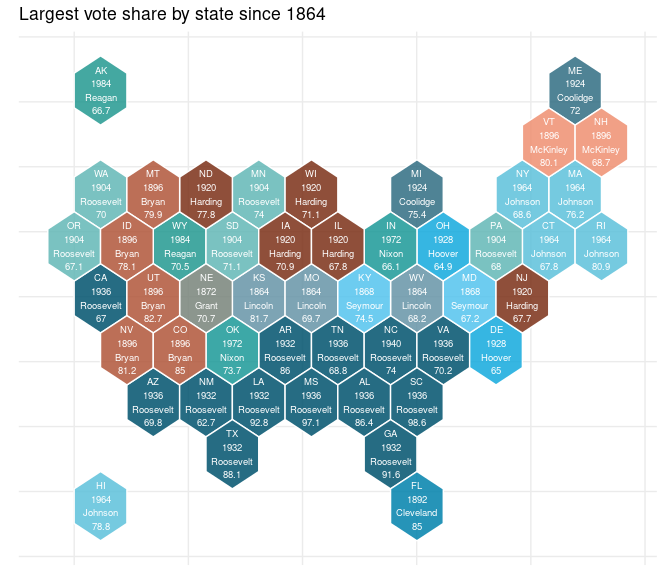 Largest vote share by state since 1864
AK
1984
Reagan
66.7
ME
1924
Coolidge
72
VT
1896
McKinley
80.1
NH
1896
McKinley
68.7
WA
1904
Roosevelt
70
MT
1896
Bryan
79.9
ND
1920
Harding
77.8
MN
1904
Roosevelt
74
WI
1920
Harding
71.1
MI
1924
Coolidge
75.4
NY
1964
Johnson
68.6
MA
1964
Johnson
76.2
OR
1904
Roosevelt
67.1
ID
1896
Bryan
78.1
WY
1984
Reagan
70.5
SD
1904
Roosevelt
71.1
IA
1920
Harding
70.9
IL
1920
Harding
67.8
IN
1972
Nixon
66.1
OH
1928
Hoover
64.9
PA
1904
Roosevelt
68
CT
1964
Johnson
67.8
RI
1964
Johnson
80.9
CA
1936
Roosevelt
67
UT
1896
Bryan
82.7
NE
1872
Grant
70.7
KS
1864
Lincoln
81.7
MO
1864
Lincoln
69.7
KY
1868
Seymour
74.5
WV
1864
Lincoln
68.2
MD
1868
Seymour
67.2
NJ
1920
Harding
67.7
NV
1896
Bryan
81.2
CO
1896
Bryan
85
OK
1972
Nixon
73.7
AR
1932
Roosevelt
86
TN
1936
Roosevelt
68.8
NC
1940
Roosevelt
74
VA
1936
Roosevelt
70.2
DE
1928
Hoover
65
AZ
1936
Roosevelt
69.8
NM
1932
Roosevelt
62.7
LA
1932
Roosevelt
92.8
MS
1936
Roosevelt
97.1
AL
1936
Roosevelt
86.4
SC
1936
Roosevelt
98.6
TX
1932
Roosevelt
88.1
GA
1932
Roosevelt
91.6
HI
1964
Johnson
78.8
FL
1892
Cleveland
85